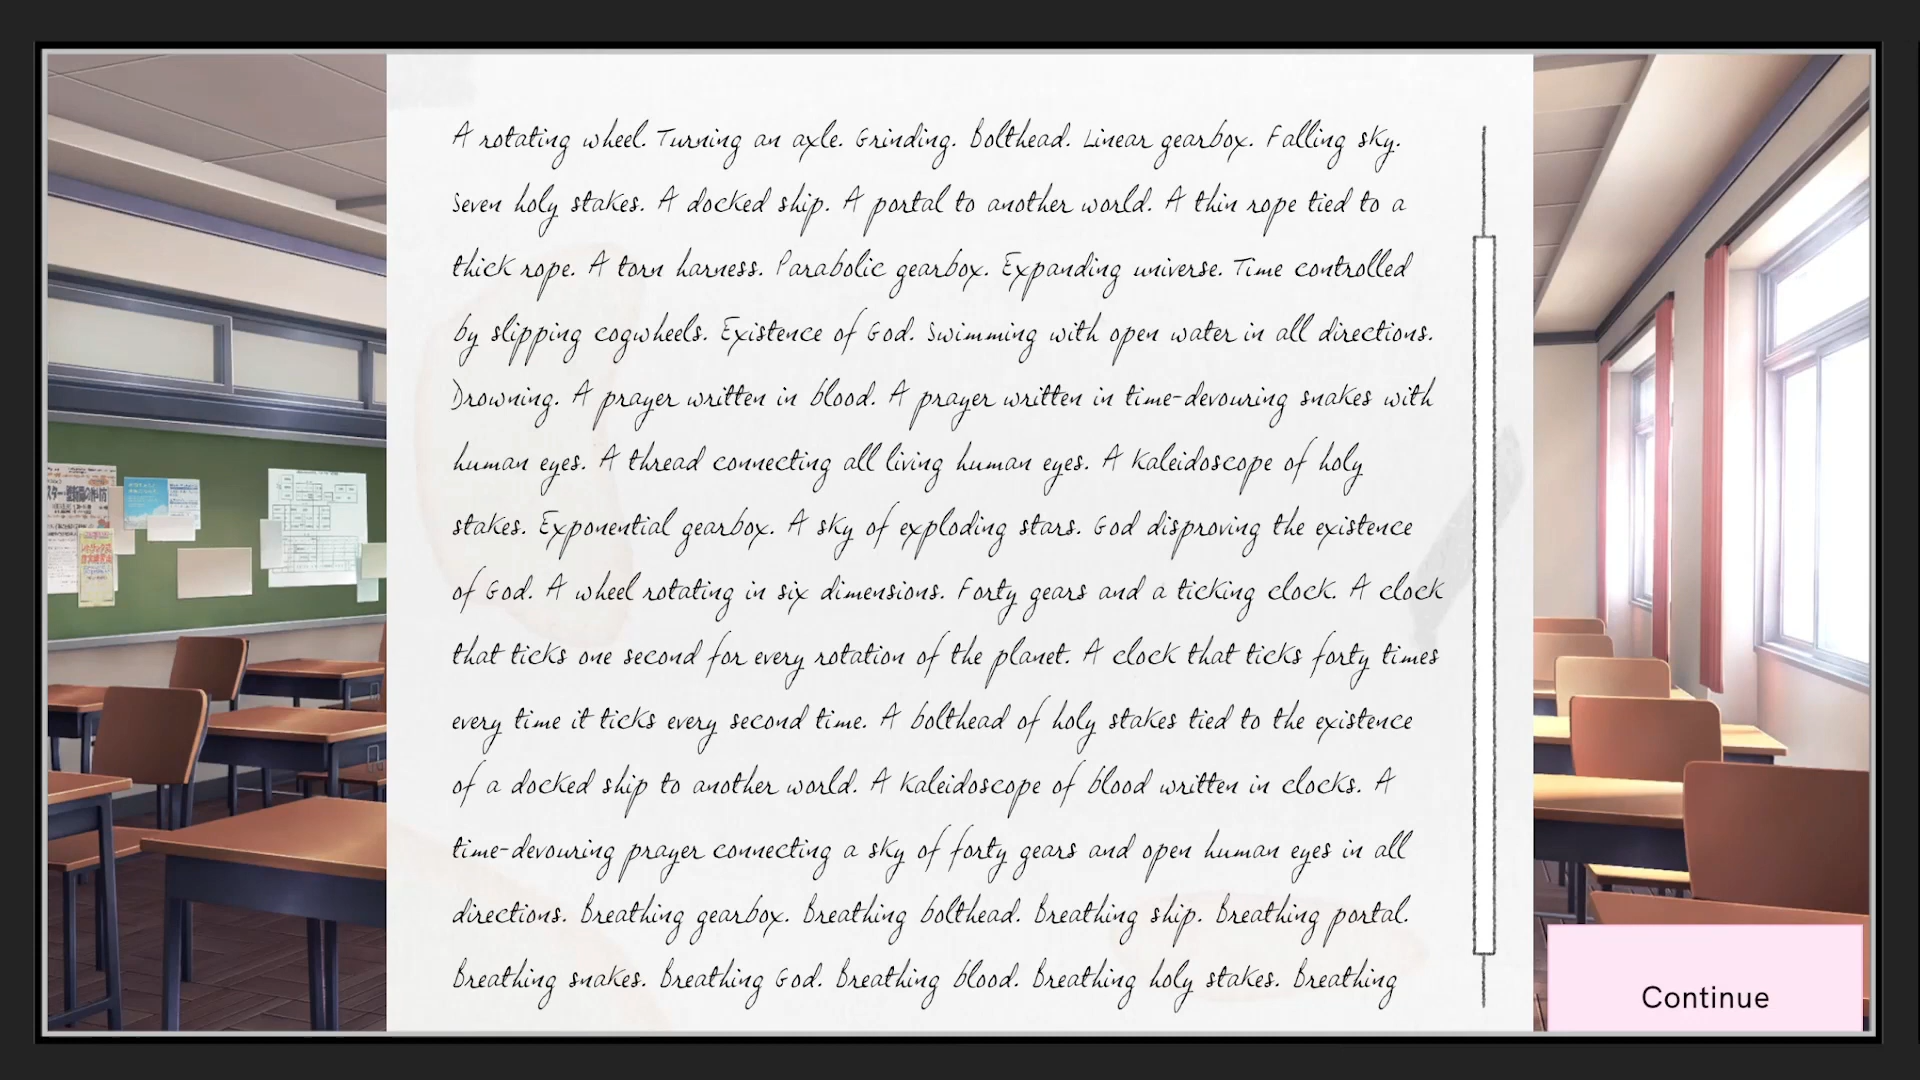 A rotating wheel. Turning an axle. Grinding. Bolthead. Linear gearbox. Falling sky.
Seven holy stakes. A docked ship. A portal to another world. A thin rope tied to a
thick rope. A torn harness. Parabolic gearbox. Expanding universe. Time controlled
by slipping cogwheels. Existence of God. Swimming with open water in all directions.
Drowning. A prayer written in blood. A prayer written in time-devouring snakes with
human eyes. A thread connecting all living human eyes. A kaleidoscope of holy
stakes. Exponential gearbox. A sky of exploding stars. God disproving the existence
of God. A wheel rotating in six dimensions. Forty gears and a ticking clock. A clock
that ticks one second for every rotation of the planet. A clock that ticks forty times
every time it ticks every second time. A bolthead of holy stakes tied to the existence
of a docked ship to another world. A kaleidoscope of blood written in clocks. A
time-devouring prayer connecting a sky of forty gears and open human eyes in all
directions. Breathing gearbox. Breathing bolthead. Breathing ship. Breathing portal.
Breathing snakes. Breathing God. Breathing blood. Breathing holy stakes. Breathing
Continue